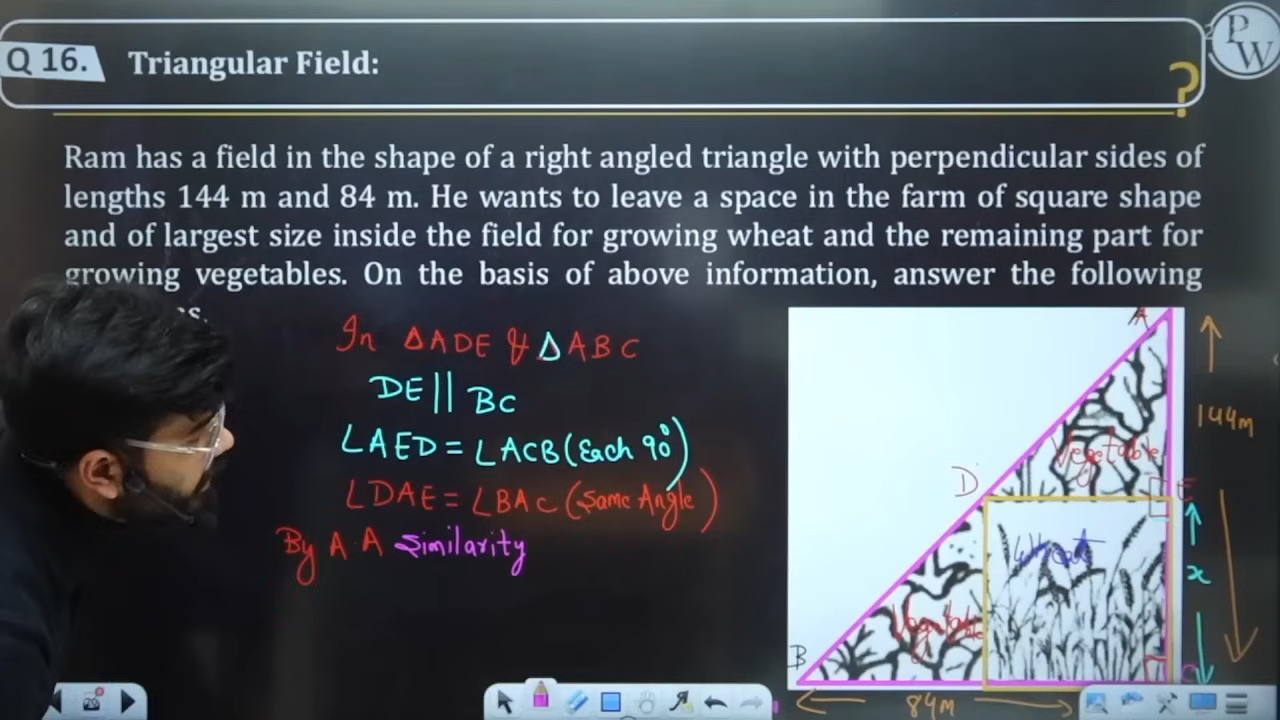 Q 16.
Triangular Field:
?
PW
Ram has a field in the shape of a right angled triangle with perpendicular sides of
lengths 144 m and 84 m. He wants to leave a space in the farm of square shape
and of largest size inside the field for growing wheat and the remaining part for
growing vegetables. On the basis of above information, answer the following
In ΔADE & ΔABC
DE || BC
∠AED = ∠ACB (Each 90°)
∠DAE = ∠BAC (Same Angle)
By A A Similarity
A
144m
Vegetable
D
E
Wheat
x
Vegetable
B
C
84m